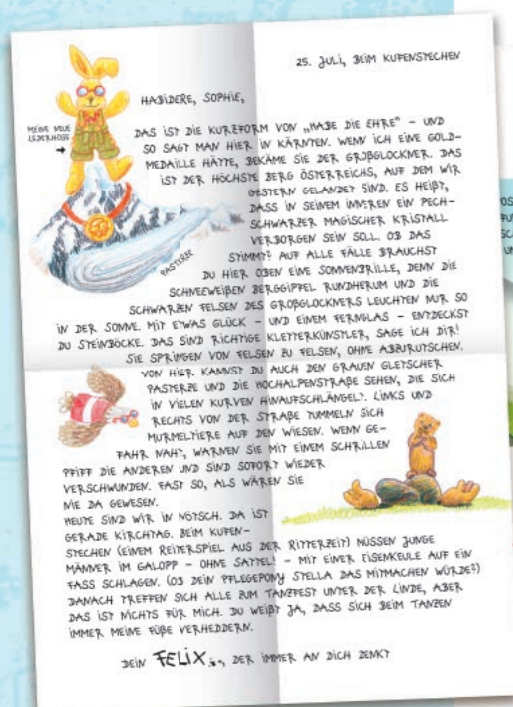 25. JULI, BEIM KUFENSTECHEN
HABIDERE, SOPHIE,
MEINE NEUE
LEDERHOSE
DAS IST DIE KURZFORM VON „HABE DIE EHRE“ – UND
SO SAGT MAN HIER IN KÄRNTEN. WENN ICH EINE GOLD-
MEDAILLE HÄTTE, BEKÄME SIE DER GROßGLOCKNER. DAS
IST DER HÖCHSTE BERG ÖSTERREICHS, AUF DEM WIR
GESTERN GELANDET SIND. ES HEIßT,
DASS IN SEINEM INNEREN EIN PECH-
SCHWARZER MAGISCHER KRISTALL
VERBORGEN SEIN SOLL. OB DAS
PASTERZE
STIMMT? AUF ALLE FÄLLE BRAUCHST
DU HIER OBEN EINE SONNENBRILLE, DENN DIE
SCHNEEWEIßEN BERGGIPFEL RUNDHERUM UND DIE
SCHWARZEN FELSEN DES GROßGLOCKNERS LEUCHTEN NUR SO
IN DER SONNE. MIT ETWAS GLÜCK – UND EINEM FERNGLAS – ENTDECKST
DU STEINBÖCKE. DAS SIND RICHTIGE KLETTERKÜNSTLER, SAGE ICH DIR!
SIE SPRINGEN VON FELSEN ZU FELSEN, OHNE ABZURUTSCHEN.
VON HIER KANNST DU AUCH DEN GRAUEN GLETSCHER
PASTERZE UND DIE HOCHALPENSTRAßE SEHEN, DIE SICH
IN VIELEN KURVEN HINAUFSCHLÄNGELT. LINKS UND
RECHTS VON DER STRAßE TUMMELN SICH
MURMELTIERE AUF DEN WIESEN. WENN GE-
FAHR NAHT, WARNEN SIE MIT EINEM SCHRILLEN
PFIFF DIE ANDEREN UND SIND SOFORT WIEDER
VERSCHWUNDEN. FAST SO, ALS WÄREN SIE
NIE DA GEWESEN.
HEUTE SIND WIR IN NÖTSCH. DA IST
GERADE KIRCHTAG. BEIM KUFEN-
STECHEN (EINEM REITERSPIEL AUS DER RITTERZEIT) MÜSSEN JUNGE
MÄNNER IM GALOPP – OHNE SATTEL! – MIT EINER EISENKEULE AUF EIN
FASS SCHLAGEN. (OB DEIN PFLEGEPONY STELLA DAS MITMACHEN WÜRDE?)
DANACH TREFFEN SICH ALLE ZUM TANZFEST UNTER DER LINDE, ABER
DAS IST NICHTS FÜR MICH. DU WEIßT JA, DASS SICH BEIM TANZEN
IMMER MEINE FÜßE VERHEDDERN.
DEIN FELIX, DER IMMER AN DICH DENKT